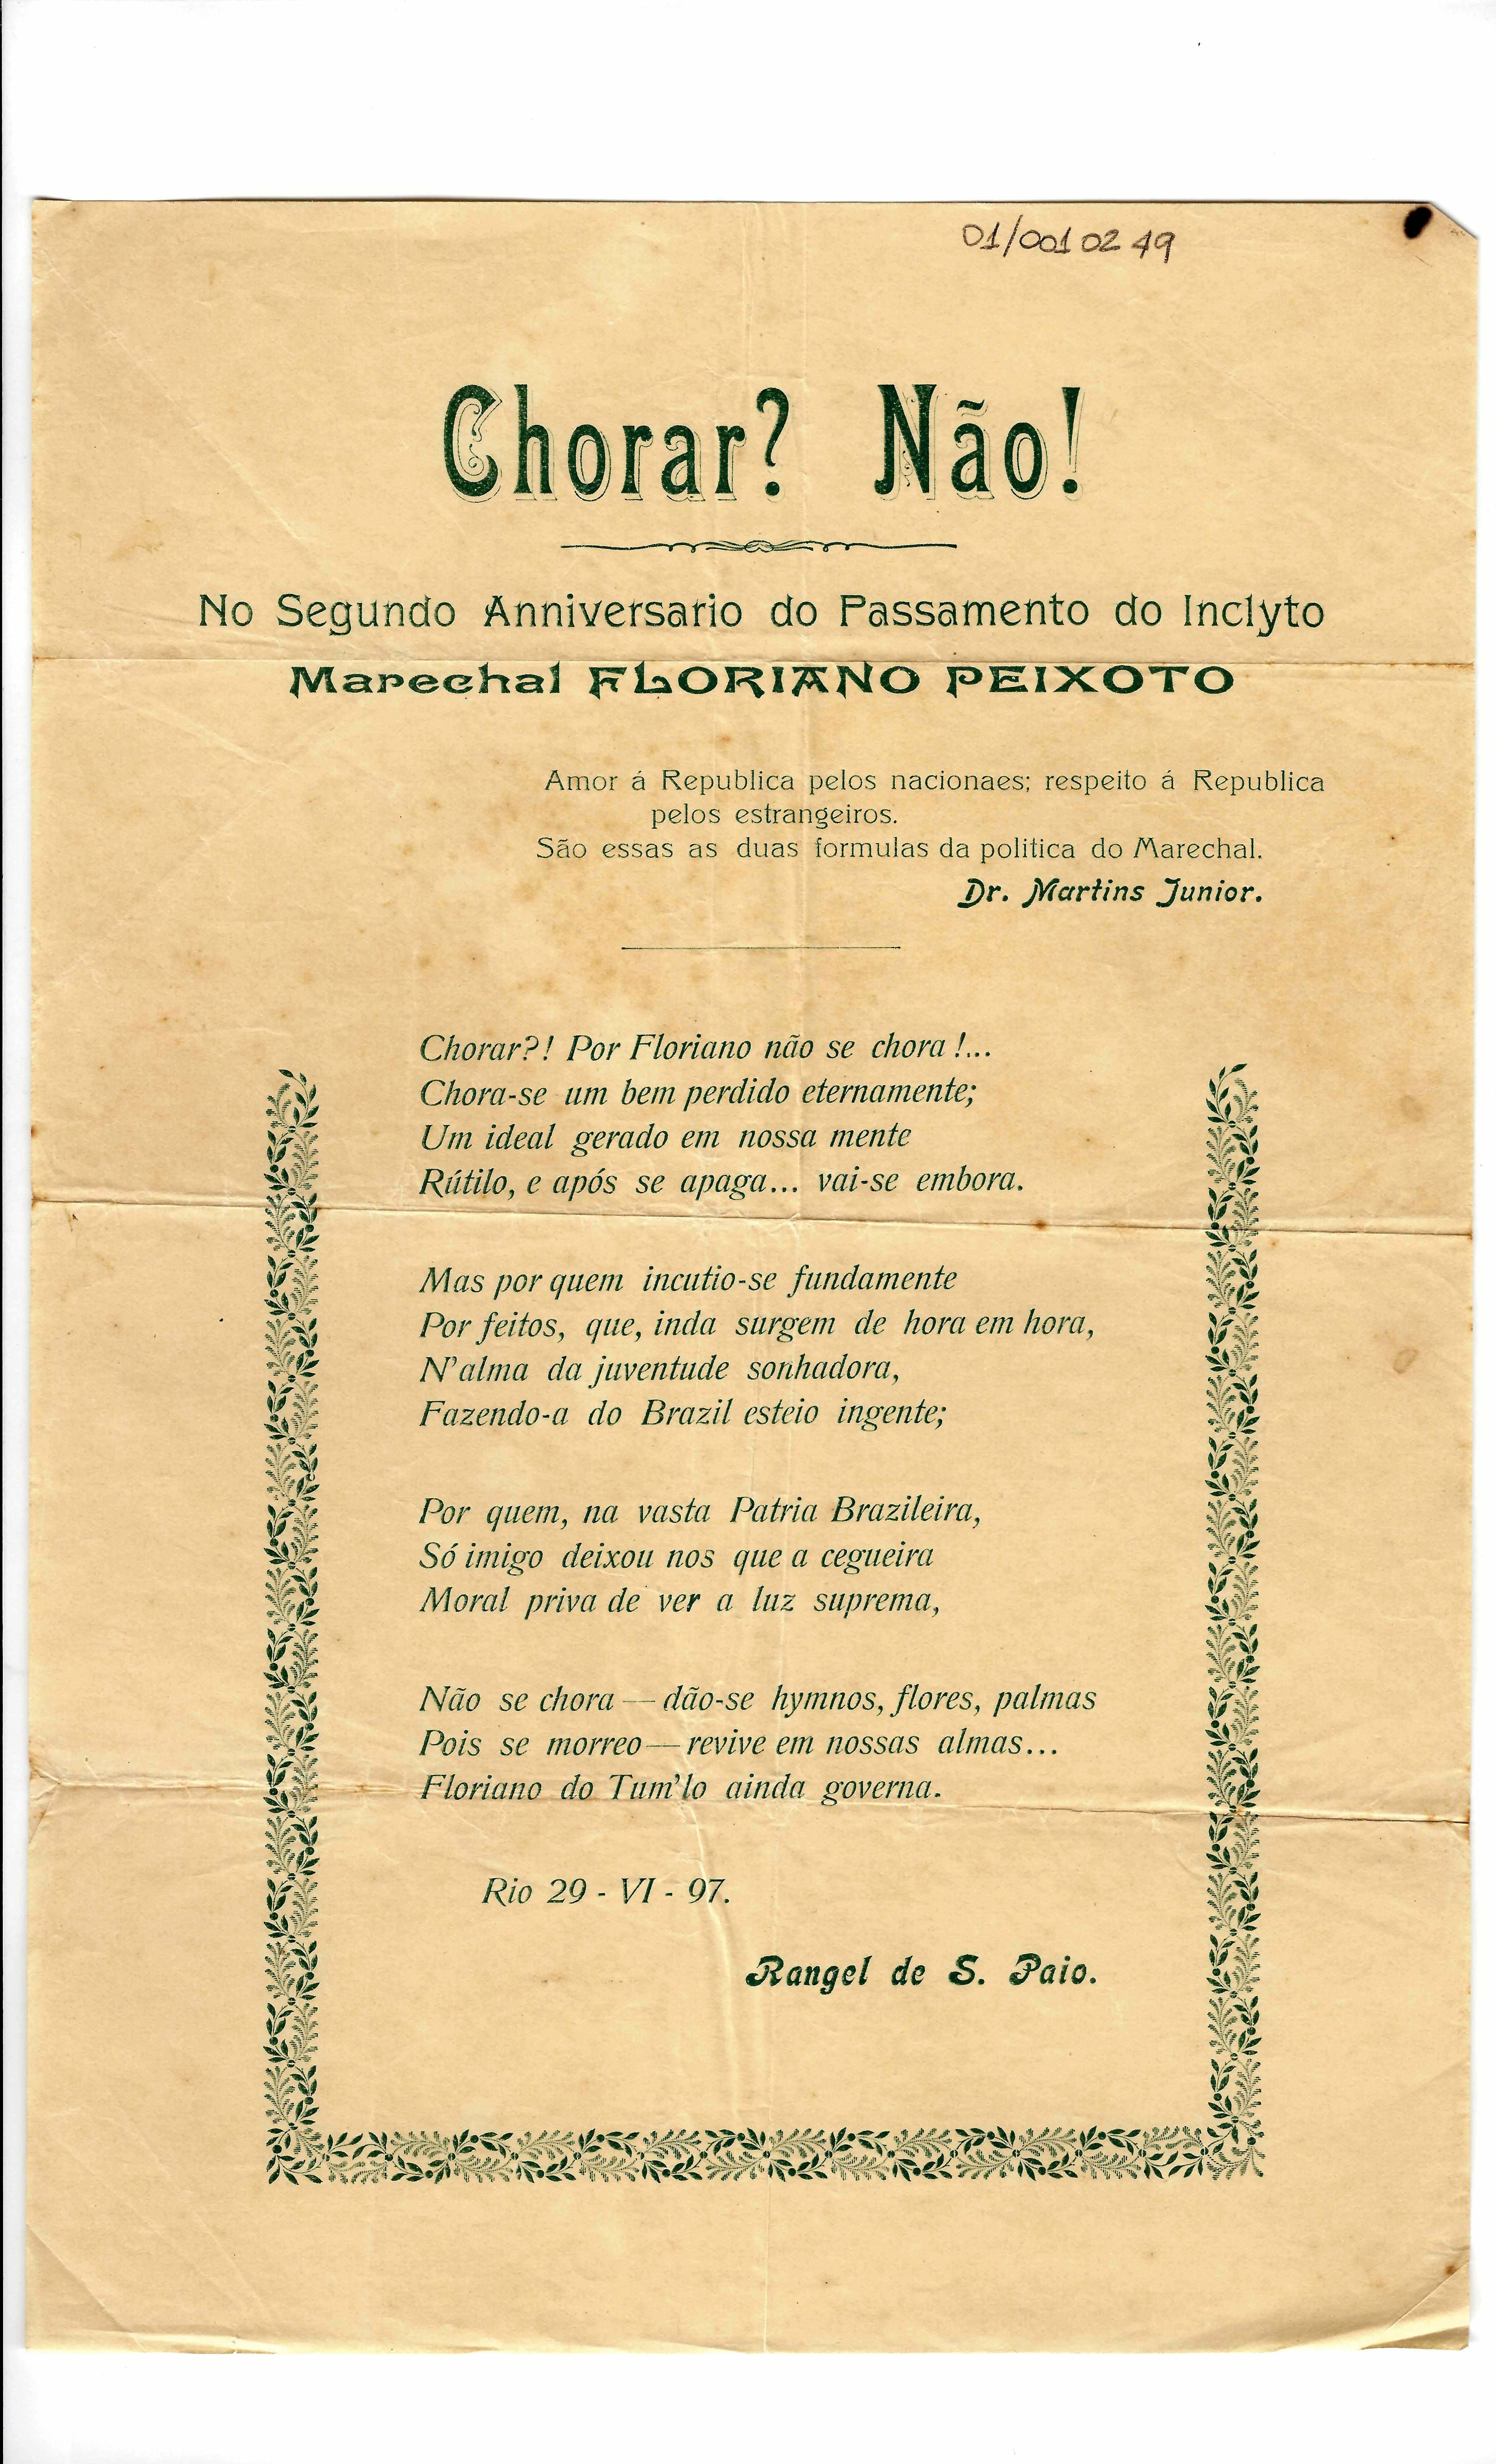 01/001 02 49
Chorar? Não!
No Segundo Anniversario do Passamento do Inclyto
Marechal FLORIANO PEIXOTO
Amor á Republica pelos nacionaes; respeito á Republica
pelos estrangeiros.
São essas as duas formulas da politica do Marechal.
Dr. Martins Junior.
Chorar?! Por Floriano não se chora!...
Chora-se um bem perdido eternamente;
Um ideal gerado em nossa mente
Rútilo, e após se apaga... vai-se embora.
Mas por quem incutio-se fundamente
Por feitos, que, inda surgem de hora em hora,
N'alma da juventude sonhadora,
Fazendo-a do Brazil esteio ingente;
Por quem, na vasta Patria Brazileira,
Só imigo deixou nos que a cegueira
Moral priva de ver a luz suprema,
Não se chora — dão-se hymnos, flores, palmas
Pois se morreo — revive em nossas almas...
Floriano do Tum'lo ainda governa.
Rio 29 - VI - 97.
Rangel de S. Paio.